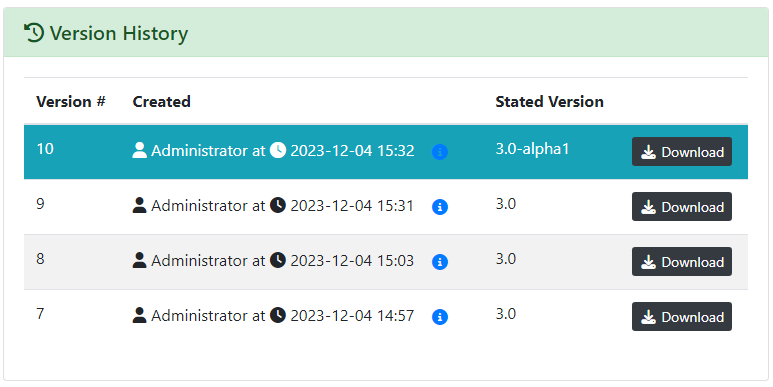 Version History
Version # Created Stated Version
10 Administrator at 2023-12-04 15:32 3.0-alpha1 Download
9 Administrator at 2023-12-04 15:31 3.0 Download
8 Administrator at 2023-12-04 15:03 3.0 Download
7 Administrator at 2023-12-04 14:57 3.0 Download